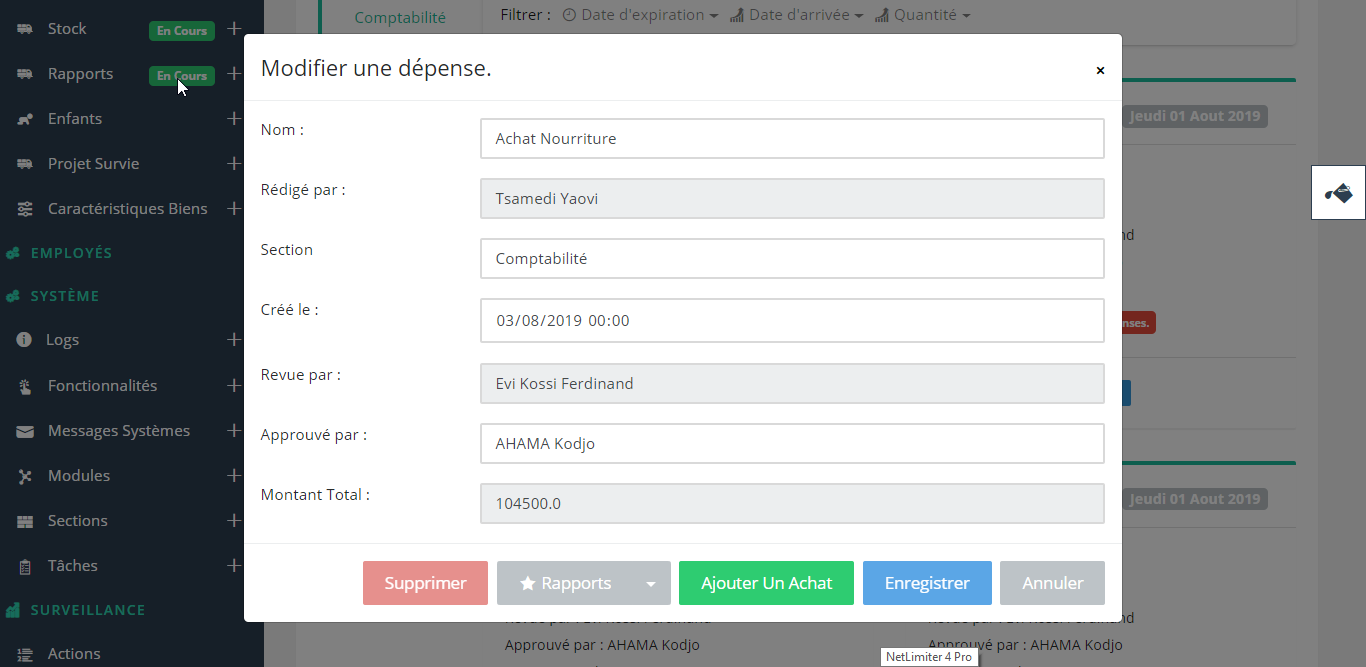 Stock En Cours
Rapports En Cours
Enfants
Projet Survie
Caractéristiques Biens
EMPLOYÉS
SYSTÈME
Logs
Fonctionnalités
Messages Systèmes
Modules
Sections
Tâches
SURVEILLANCE
Actions
Comptabilité
Filtrer : Date d'expiration Date d'arrivée Quantité
Modifier une dépense.
×
Nom : Achat Nourriture
Rédigé par : Tsamedi Yaovi
Section Comptabilité
Créé le : 03/08/2019 00:00
Revue par : Evi Kossi Ferdinand
Approuvé par : AHAMA Kodjo
Montant Total : 104500.0
Supprimer Rapports Ajouter Un Achat Enregistrer Annuler
Jeudi 01 Aout 2019
nd
nses.
Jeudi 01 Aout 2019
Approuvé par : AHAMA Kodjo
Approuvé par : AHAMA Kodjo
NetLimiter 4 Pro